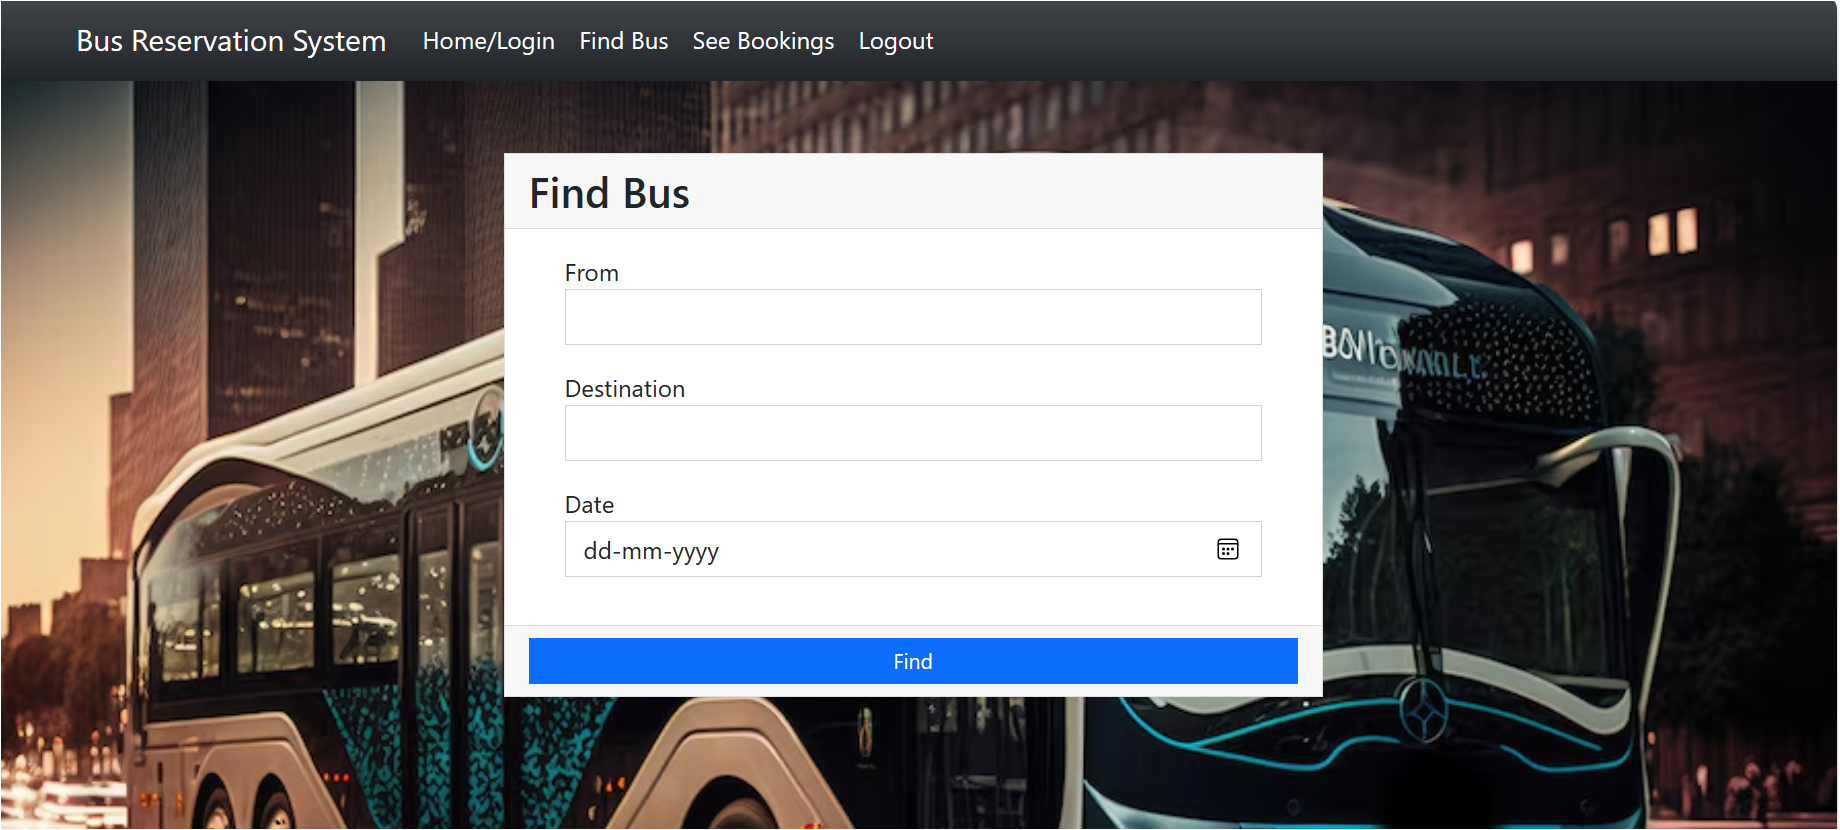 Bus Reservation System Home/Login Find Bus See Bookings Logout
Find Bus
From
Destination
Date
dd-mm-yyyy
Find